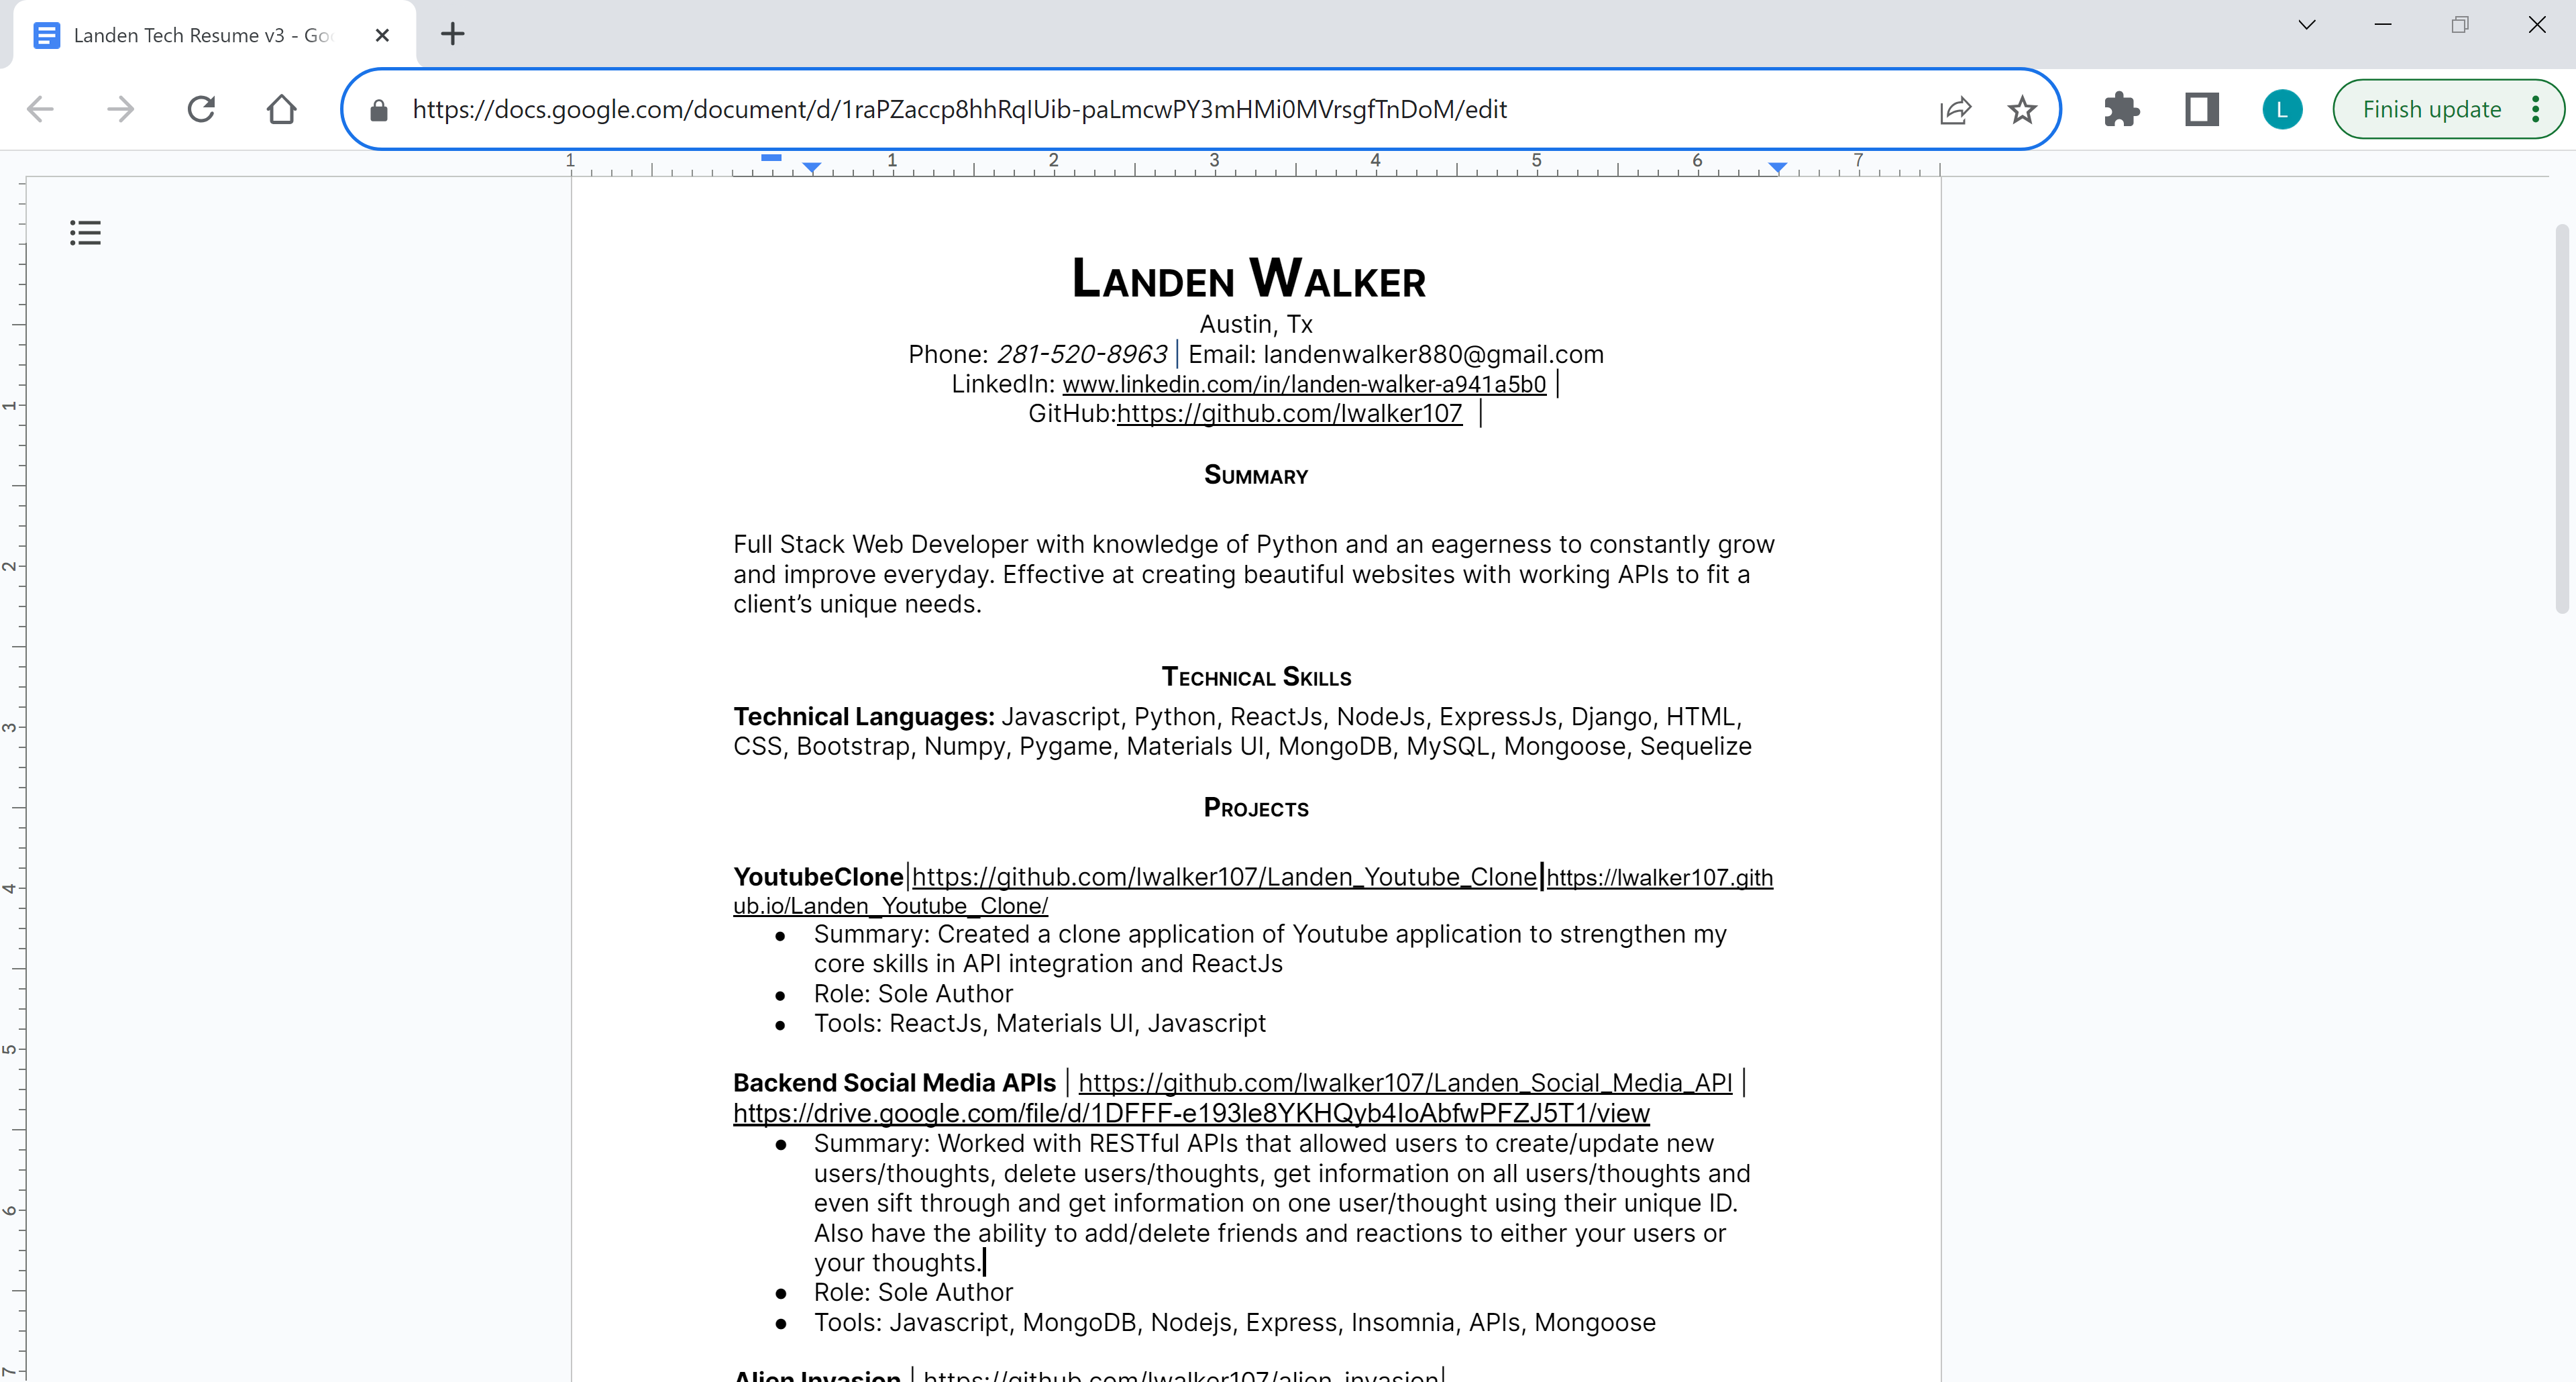 Landen Tech Resume v3 - Goo
https://docs.google.com/document/d/1raPZaccp8hhRqIUib-paLmcwPY3mHMi0MVrsgfTnDoM/edit
L
Finish update
1 1 2 3 4 5 6 7
LANDEN WALKER
Austin, Tx
Phone: 281-520-8963 | Email: landenwalker880@gmail.com
LinkedIn: www.linkedin.com/in/landen-walker-a941a5b0 |
GitHub:https://github.com/lwalker107 |
SUMMARY
Full Stack Web Developer with knowledge of Python and an eagerness to constantly grow
and improve everyday. Effective at creating beautiful websites with working APIs to fit a
client’s unique needs.
TECHNICAL SKILLS
Technical Languages: Javascript, Python, ReactJs, NodeJs, ExpressJs, Django, HTML,
CSS, Bootstrap, Numpy, Pygame, Materials UI, MongoDB, MySQL, Mongoose, Sequelize
PROJECTS
YoutubeClone|https://github.com/lwalker107/Landen_Youtube_Clone|https://lwalker107.gith
ub.io/Landen_Youtube_Clone/
● Summary: Created a clone application of Youtube application to strengthen my
core skills in API integration and ReactJs
● Role: Sole Author
● Tools: ReactJs, Materials UI, Javascript
Backend Social Media APIs | https://github.com/lwalker107/Landen_Social_Media_API |
https://drive.google.com/file/d/1DFFF-e193le8YKHQyb4IoAbfwPFZJ5T1/view
● Summary: Worked with RESTful APIs that allowed users to create/update new
users/thoughts, delete users/thoughts, get information on all users/thoughts and
even sift through and get information on one user/thought using their unique ID.
Also have the ability to add/delete friends and reactions to either your users or
your thoughts.
● Role: Sole Author
● Tools: Javascript, MongoDB, Nodejs, Express, Insomnia, APIs, Mongoose
Alien Invasion | https://github.com/lwalker107/alien_invasion|
1
2
3
4
5
6
7